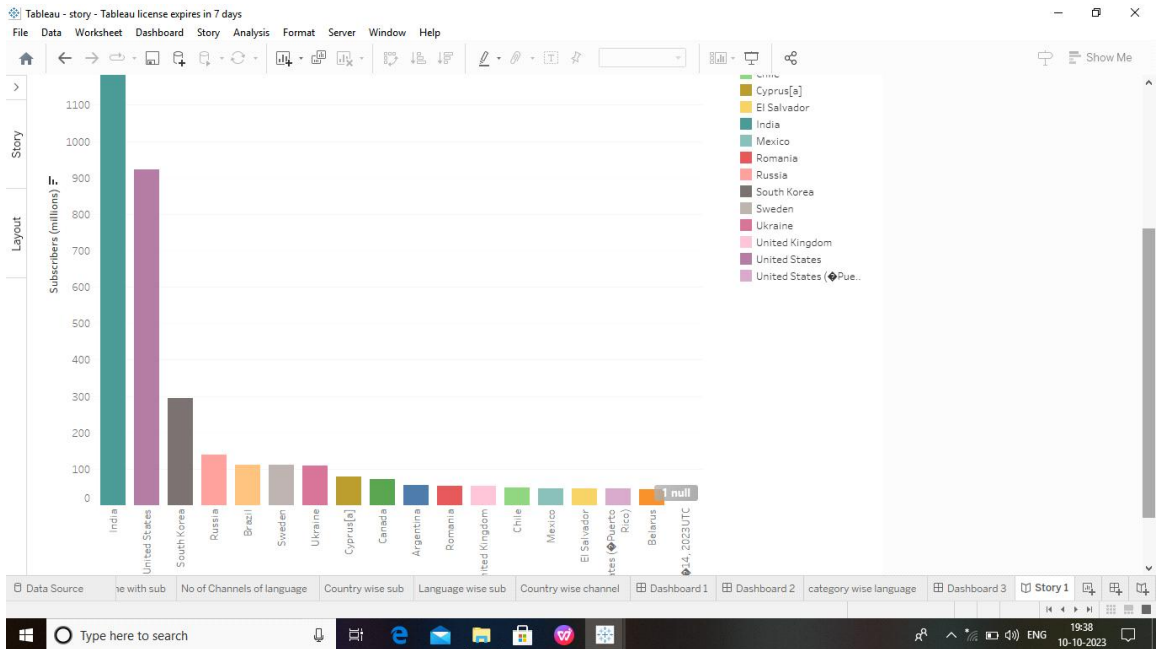 Tableau - story - Tableau license expires in 7 days
File Data Worksheet Dashboard Story Analysis Format Server Window Help
Show Me
Story
Layout
Subscribers (millions)
1100
1000
900
800
700
600
500
400
300
200
100
0
1 null
India
United States
South Korea
Russia
Brazil
Sweden
Ukraine
Cyprus[a]
Canada
Argentina
Romania
ited Kingdom
Chile
Mexico
El Salvador
tes (�Puerto
Rico)
Belarus
�14, 2023UTC
Chile
Cyprus[a]
El Salvador
India
Mexico
Romania
Russia
South Korea
Sweden
Ukraine
United Kingdom
United States
United States (�Pue..
Data Source he with sub No of Channels of language Country wise sub Language wise sub Country wise channel Dashboard 1 Dashboard 2 category wise language Dashboard 3 Story 1
Type here to search
ENG
19:38
10-10-2023